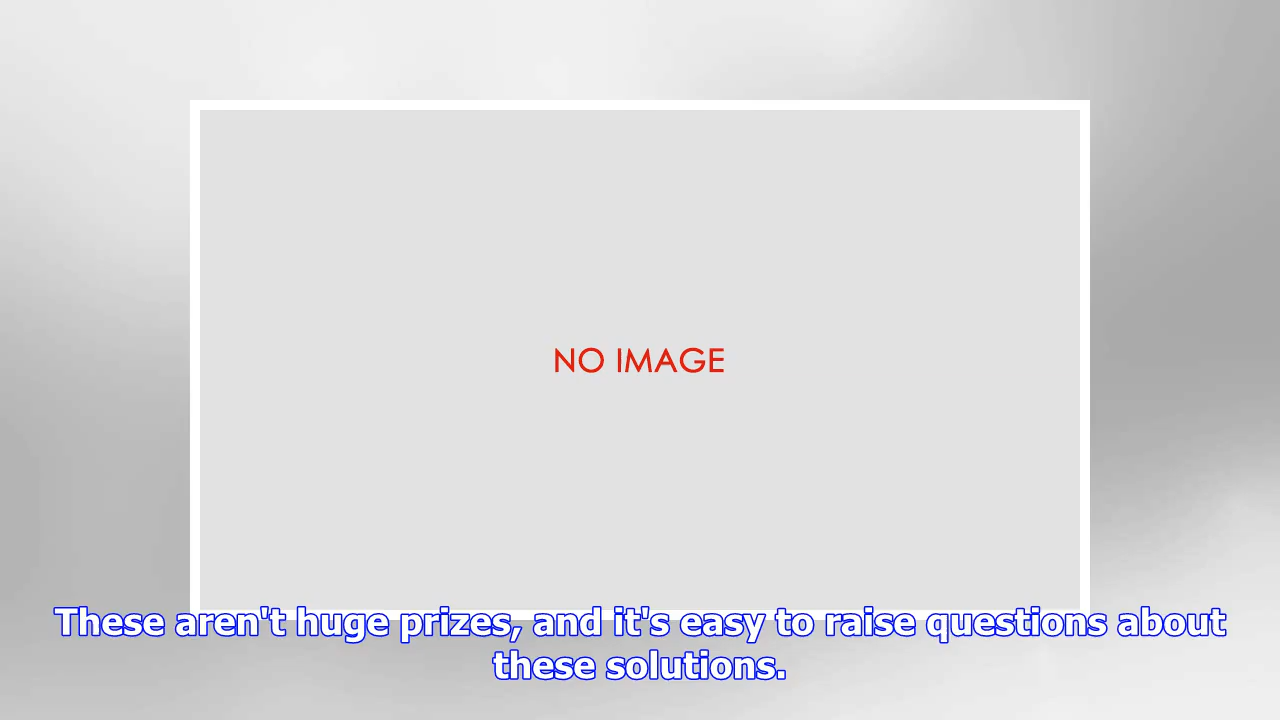 NO IMAGE
These aren't huge prizes, and it's easy to raise questions about
these solutions.